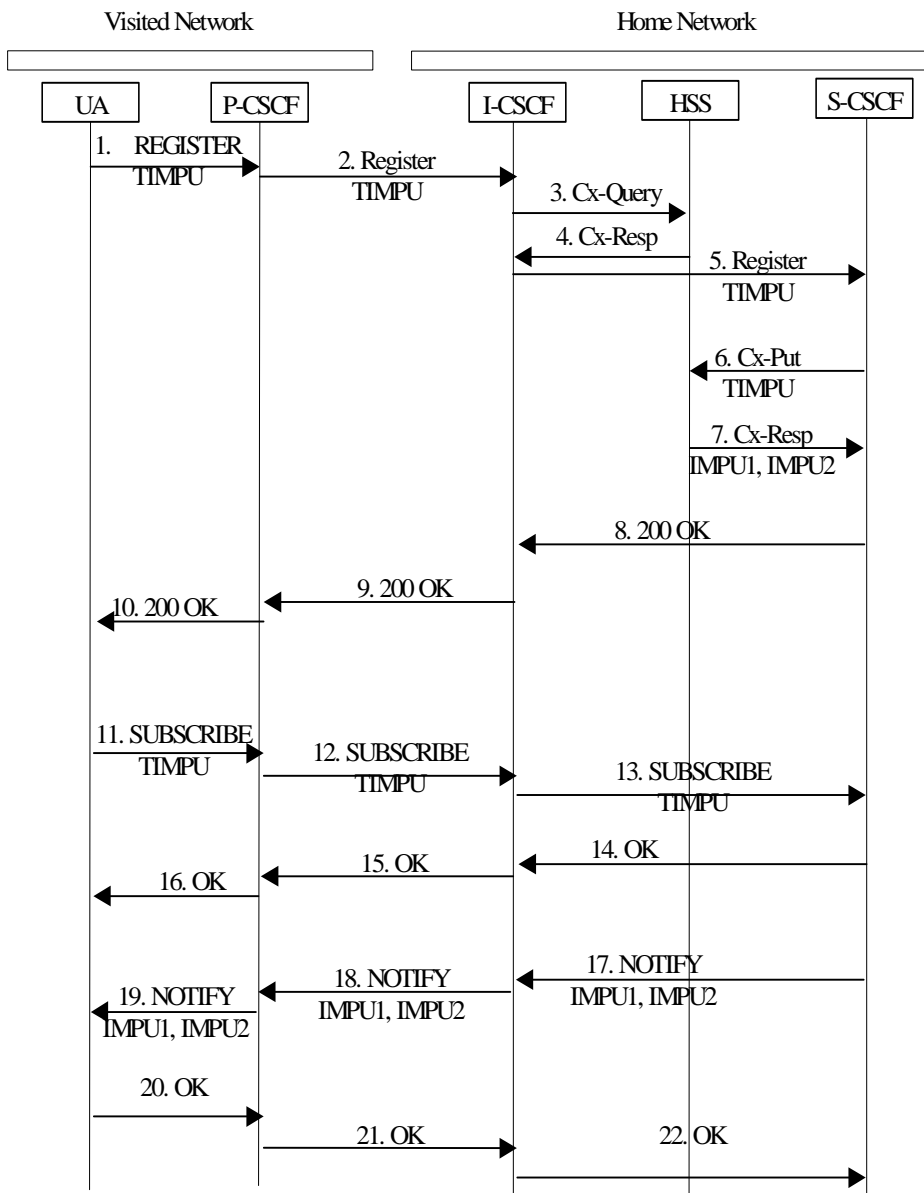 Visited Network
Home Network
UA
P-CSCF
I-CSCF
HSS
S-CSCF
1. REGISTER
TIMPU
2. Register
TIMPU
3. Cx-Query
4. Cx-Resp
5. Register
TIMPU
6. Cx-Put
TIMPU
7. Cx-Resp
IMPU1, IMPU2
8. 200 OK
9. 200 OK
10. 200 OK
11. SUBSCRIBE
TIMPU
12. SUBSCRIBE
TIMPU
13. SUBSCRIBE
TIMPU
14. OK
15. OK
16. OK
17. NOTIFY
IMPU1, IMPU2
18. NOTIFY
IMPU1, IMPU2
19. NOTIFY
IMPU1, IMPU2
20. OK
21. OK
22. OK